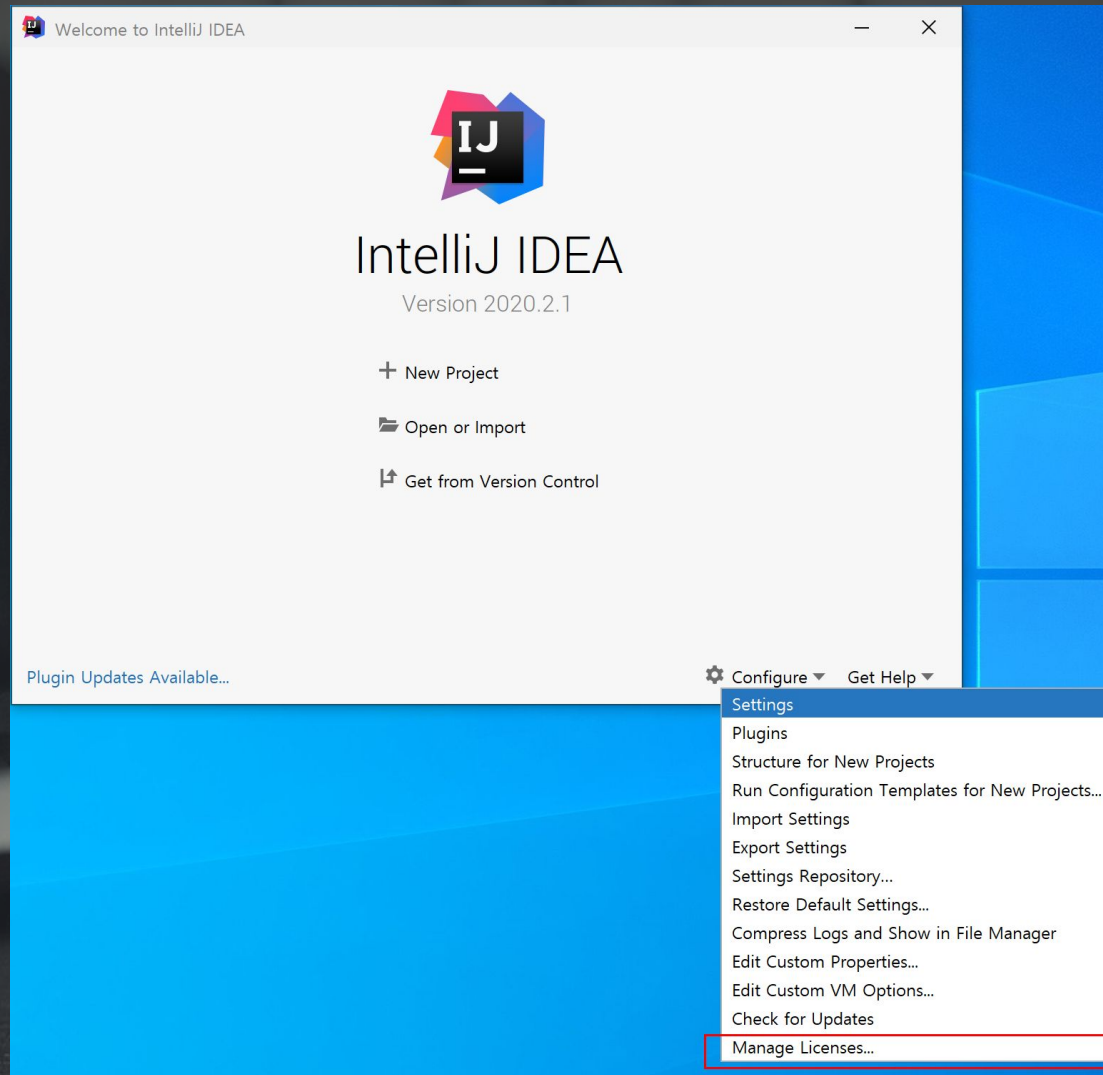 Welcome to IntelliJ IDEA
IJ
IntelliJ IDEA
Version 2020.2.1
New Project
Open or Import
Get from Version Control
Plugin Updates Available...
Configure Get Help
Settings
Plugins
Structure for New Projects
Run Configuration Templates for New Projects...
Import Settings
Export Settings
Settings Repository...
Restore Default Settings...
Compress Logs and Show in File Manager
Edit Custom Properties...
Edit Custom VM Options...
Check for Updates
Manage Licenses...